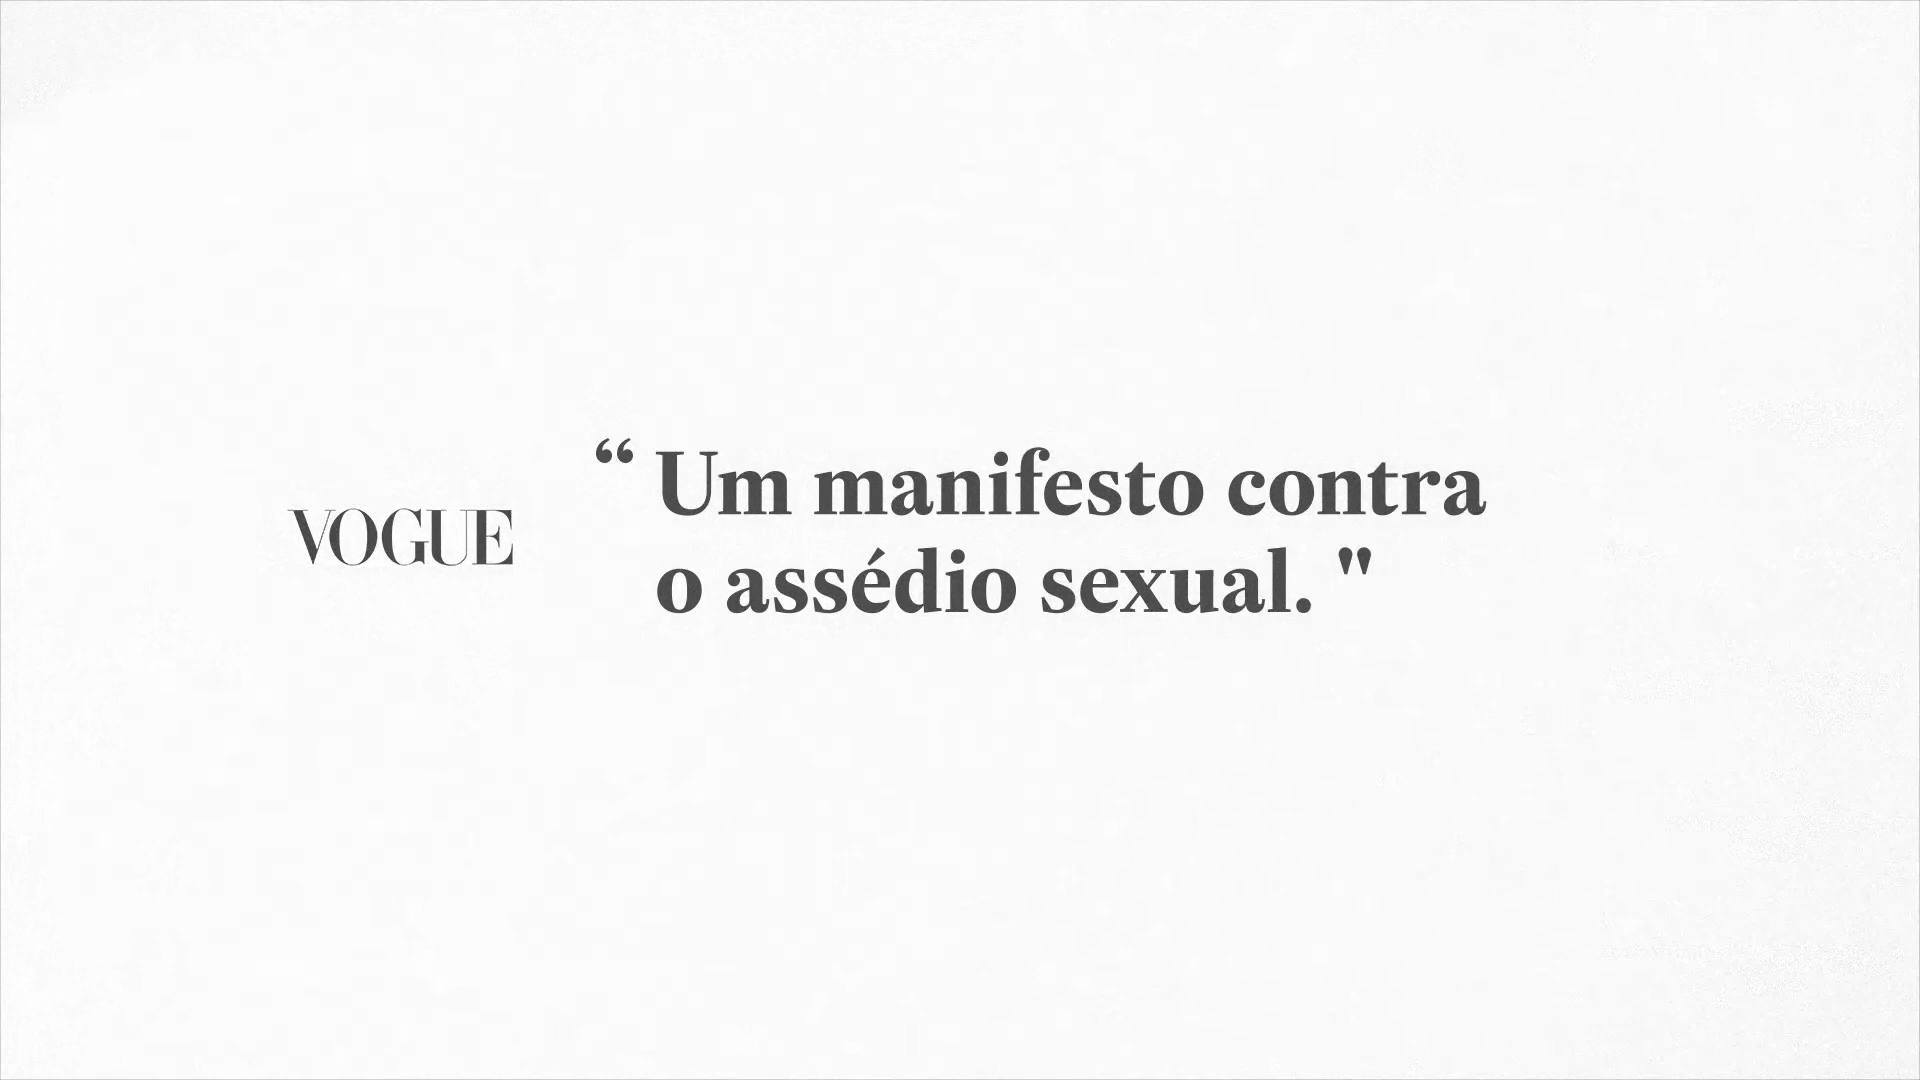 VOGUE
“ Um manifesto contra
o assédio sexual. "